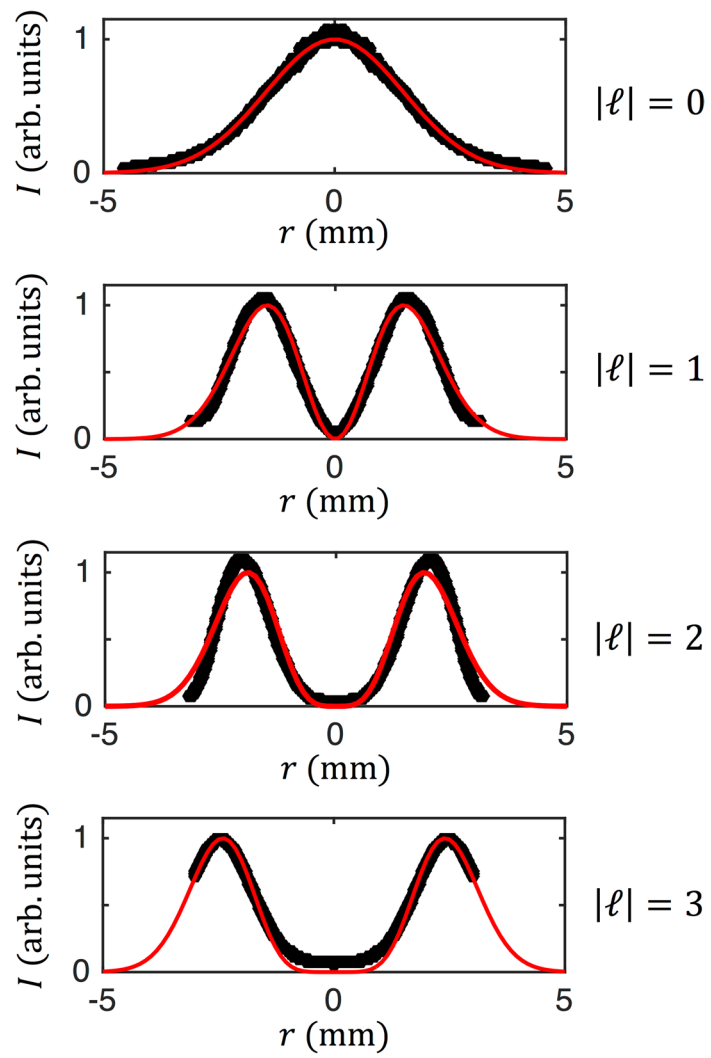 I (arb. units)
1
0
-5
0
5
r (mm)
|ℓ| = 0
I (arb. units)
1
0
-5
0
5
r (mm)
|ℓ| = 1
I (arb. units)
1
0
-5
0
5
r (mm)
|ℓ| = 2
I (arb. units)
1
0
-5
0
5
r (mm)
|ℓ| = 3